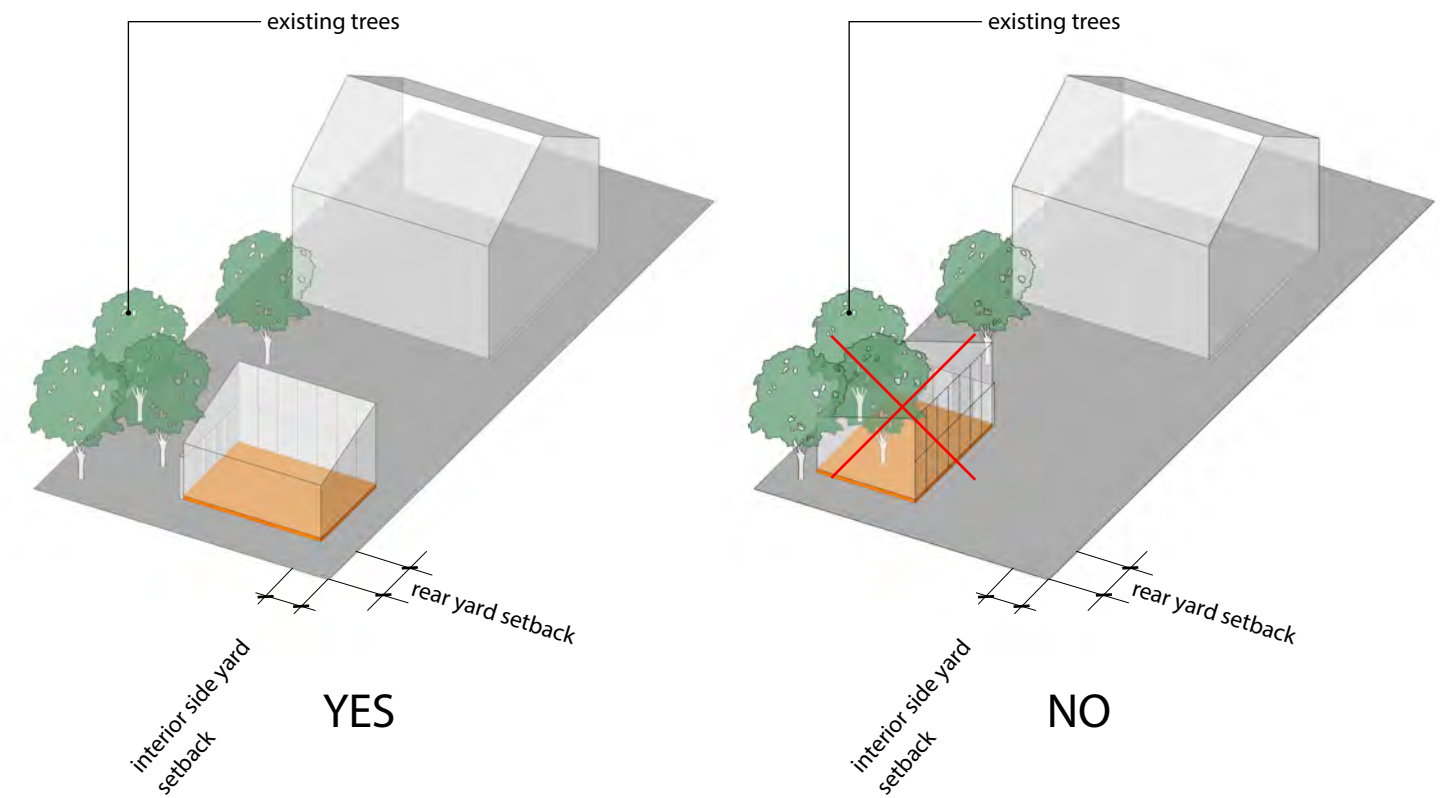 existing trees
existing trees
rear yard setback
interior side yard
setback
YES
rear yard setback
interior side yard
setback
NO